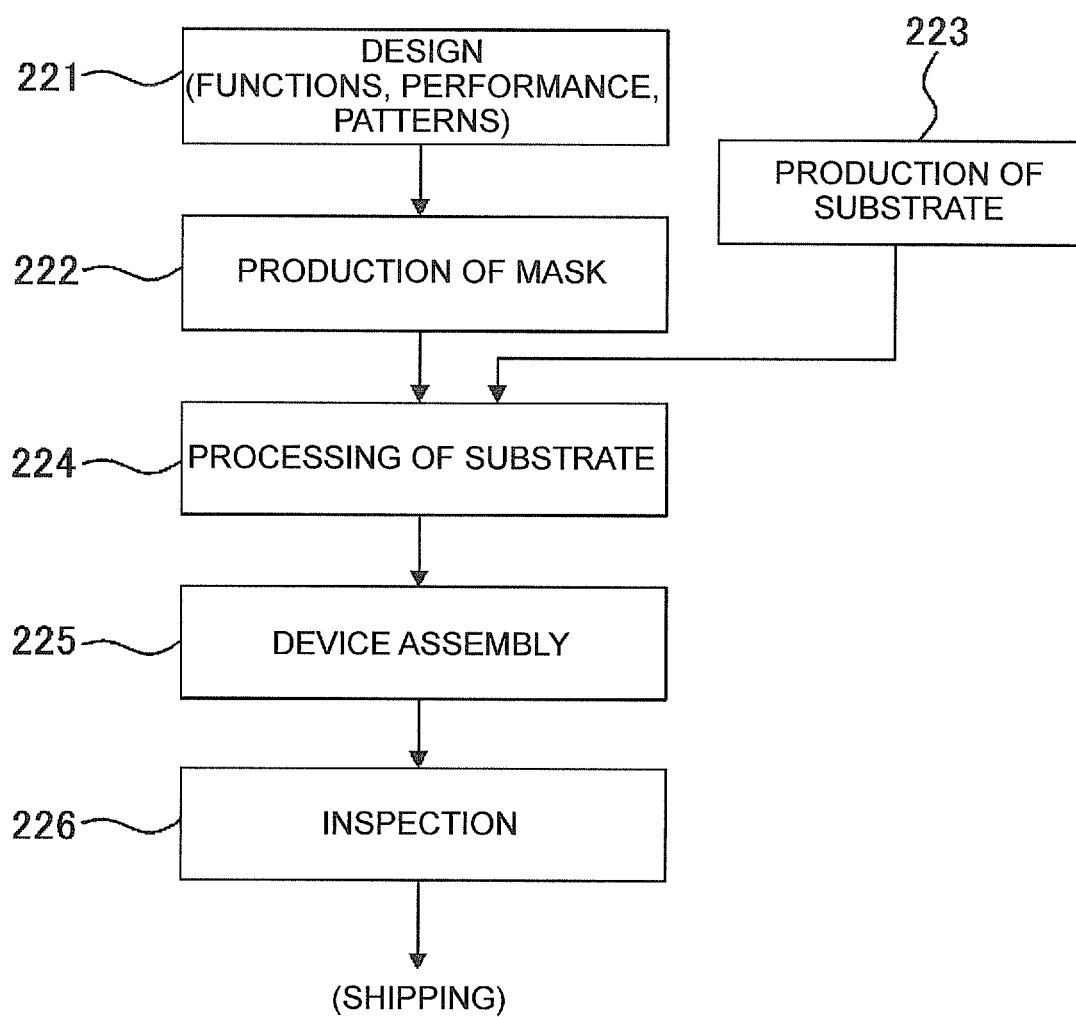 221
DESIGN
(FUNCTIONS, PERFORMANCE,
PATTERNS)
223
PRODUCTION OF
SUBSTRATE
222
PRODUCTION OF MASK
224
PROCESSING OF SUBSTRATE
225
DEVICE ASSEMBLY
226
INSPECTION
(SHIPPING)